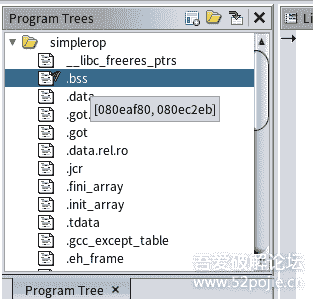 Program Trees
Li
simplerop
__libc_freeres_ptrs
.bss
.data
[080eaf80, 080ec2eb]
.got.
.got
.data.rel.ro
.jcr
.fini_array
.init_array
.tdata
.gcc_except_table
.eh_frame
Program Tree
吾爱破解论坛
www.52pojie.cn